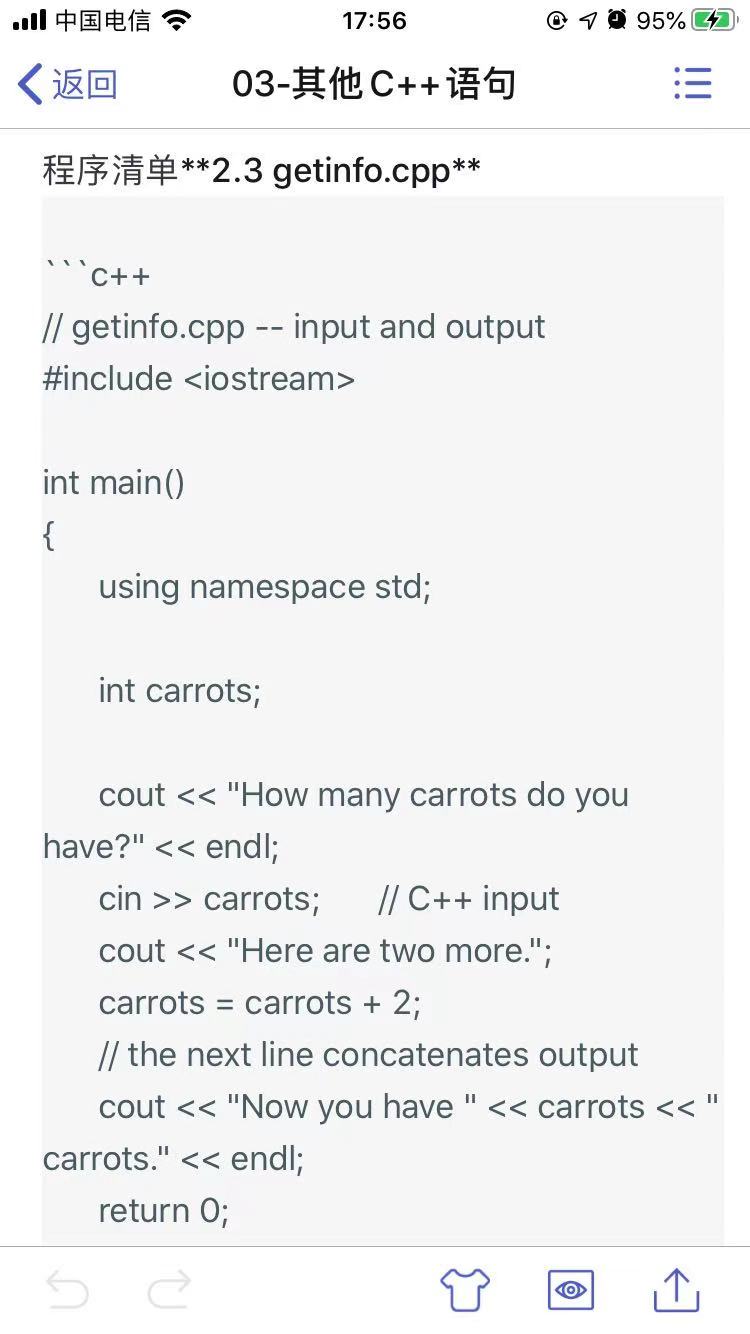 中国电信 17:56 95%
返回 03-其他C++语句
程序清单**2.3 getinfo.cpp**
```c++
// getinfo.cpp -- input and output
#include <iostream>
int main()
{
using namespace std;
int carrots;
cout << "How many carrots do you
have?" << endl;
cin >> carrots; // C++ input
cout << "Here are two more.";
carrots = carrots + 2;
// the next line concatenates output
cout << "Now you have " << carrots << "
carrots." << endl;
return 0;